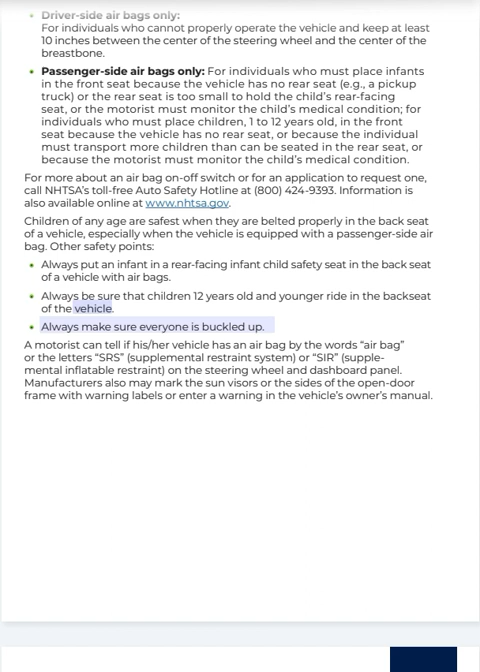 • Driver-side air bags only:
For individuals who cannot properly operate the vehicle and keep at least
10 inches between the center of the steering wheel and the center of the
breastbone.
• Passenger-side air bags only: For individuals who must place infants
in the front seat because the vehicle has no rear seat (e.g., a pickup
truck) or the rear seat is too small to hold the child's rear-facing
seat, or the motorist must monitor the child's medical condition; for
individuals who must place children, 1 to 12 years old, in the front
seat because the vehicle has no rear seat, or because the individual
must transport more children than can be seated in the rear seat, or
because the motorist must monitor the child's medical condition.
For more about an air bag on-off switch or for an application to request one,
call NHTSA's toll-free Auto Safety Hotline at (800) 424-9393. Information is
also available online at www.nhtsa.gov.
Children of any age are safest when they are belted properly in the back seat
of a vehicle, especially when the vehicle is equipped with a passenger-side air
bag. Other safety points:
• Always put an infant in a rear-facing infant child safety seat in the back seat
of a vehicle with air bags.
• Always be sure that children 12 years old and younger ride in the backseat
of the vehicle.
• Always make sure everyone is buckled up.
A motorist can tell if his/her vehicle has an air bag by the words “air bag”
or the letters “SRS” (supplemental restraint system) or “SIR” (supple-
mental inflatable restraint) on the steering wheel and dashboard panel.
Manufacturers also may mark the sun visors or the sides of the open-door
frame with warning labels or enter a warning in the vehicle's owner's manual.